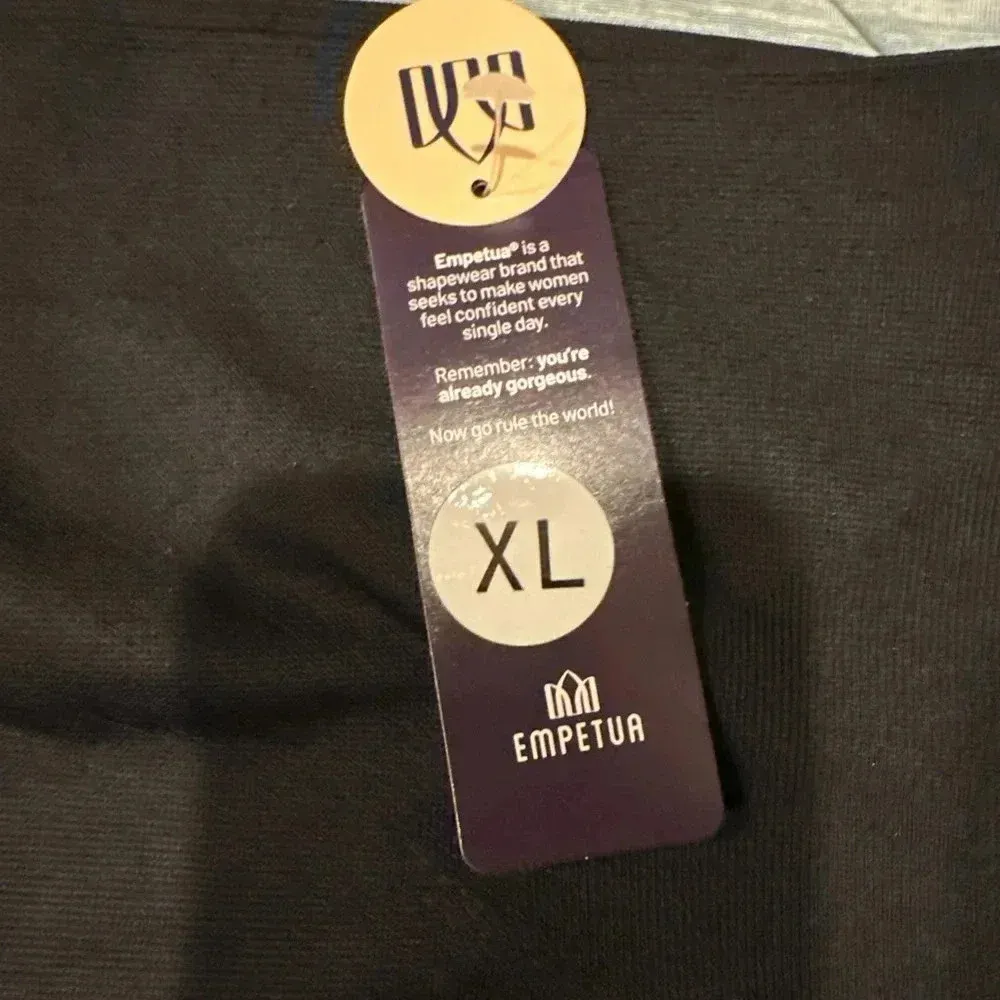 Empetua® is a
shapewear brand that
seeks to make women
feel confident every
single day.
Remember: you're
already gorgeous.
Now go rule the world!
XL
EMPETUA